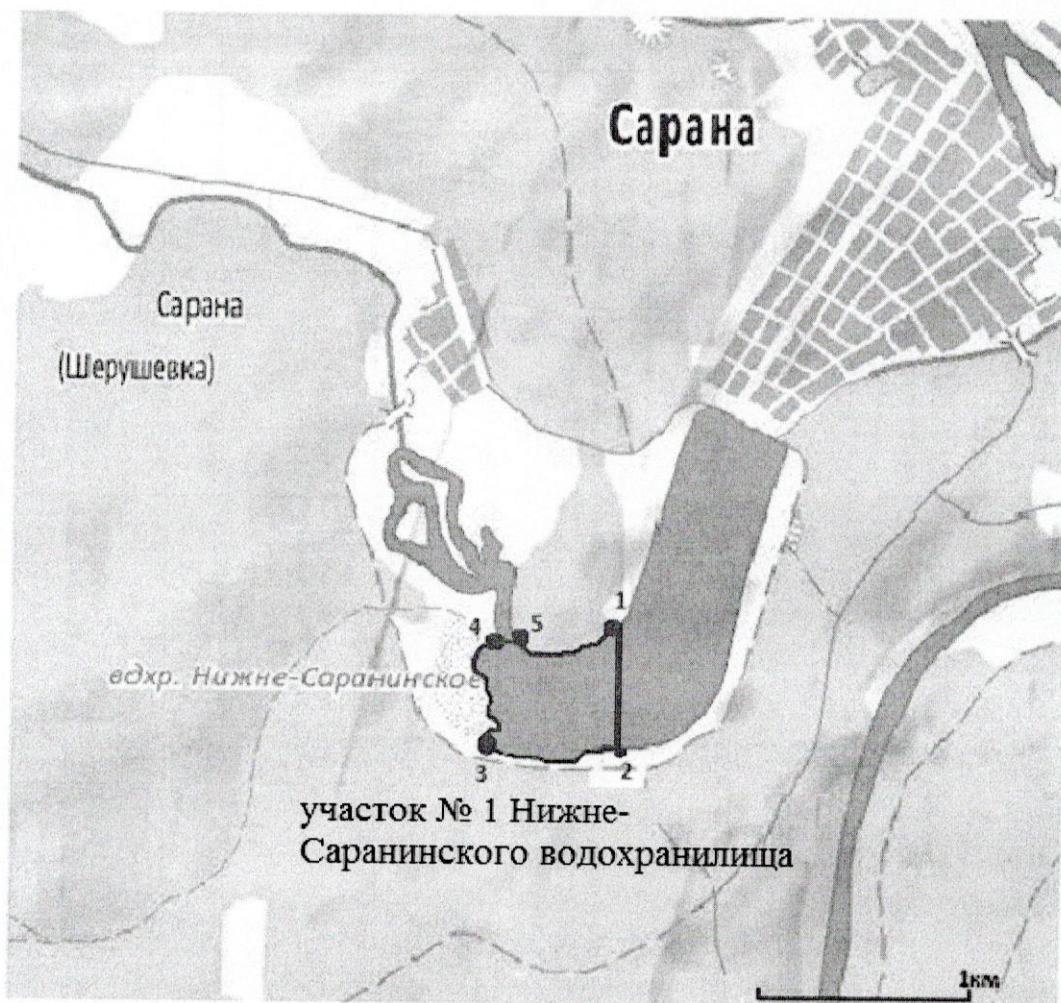 Сарана
Сарана
(Шерушевка)
1
4
5
вдхр. Нижне-Саранинское
3
2
участок № 1 Нижне-
Саранинского водохранилища
1км